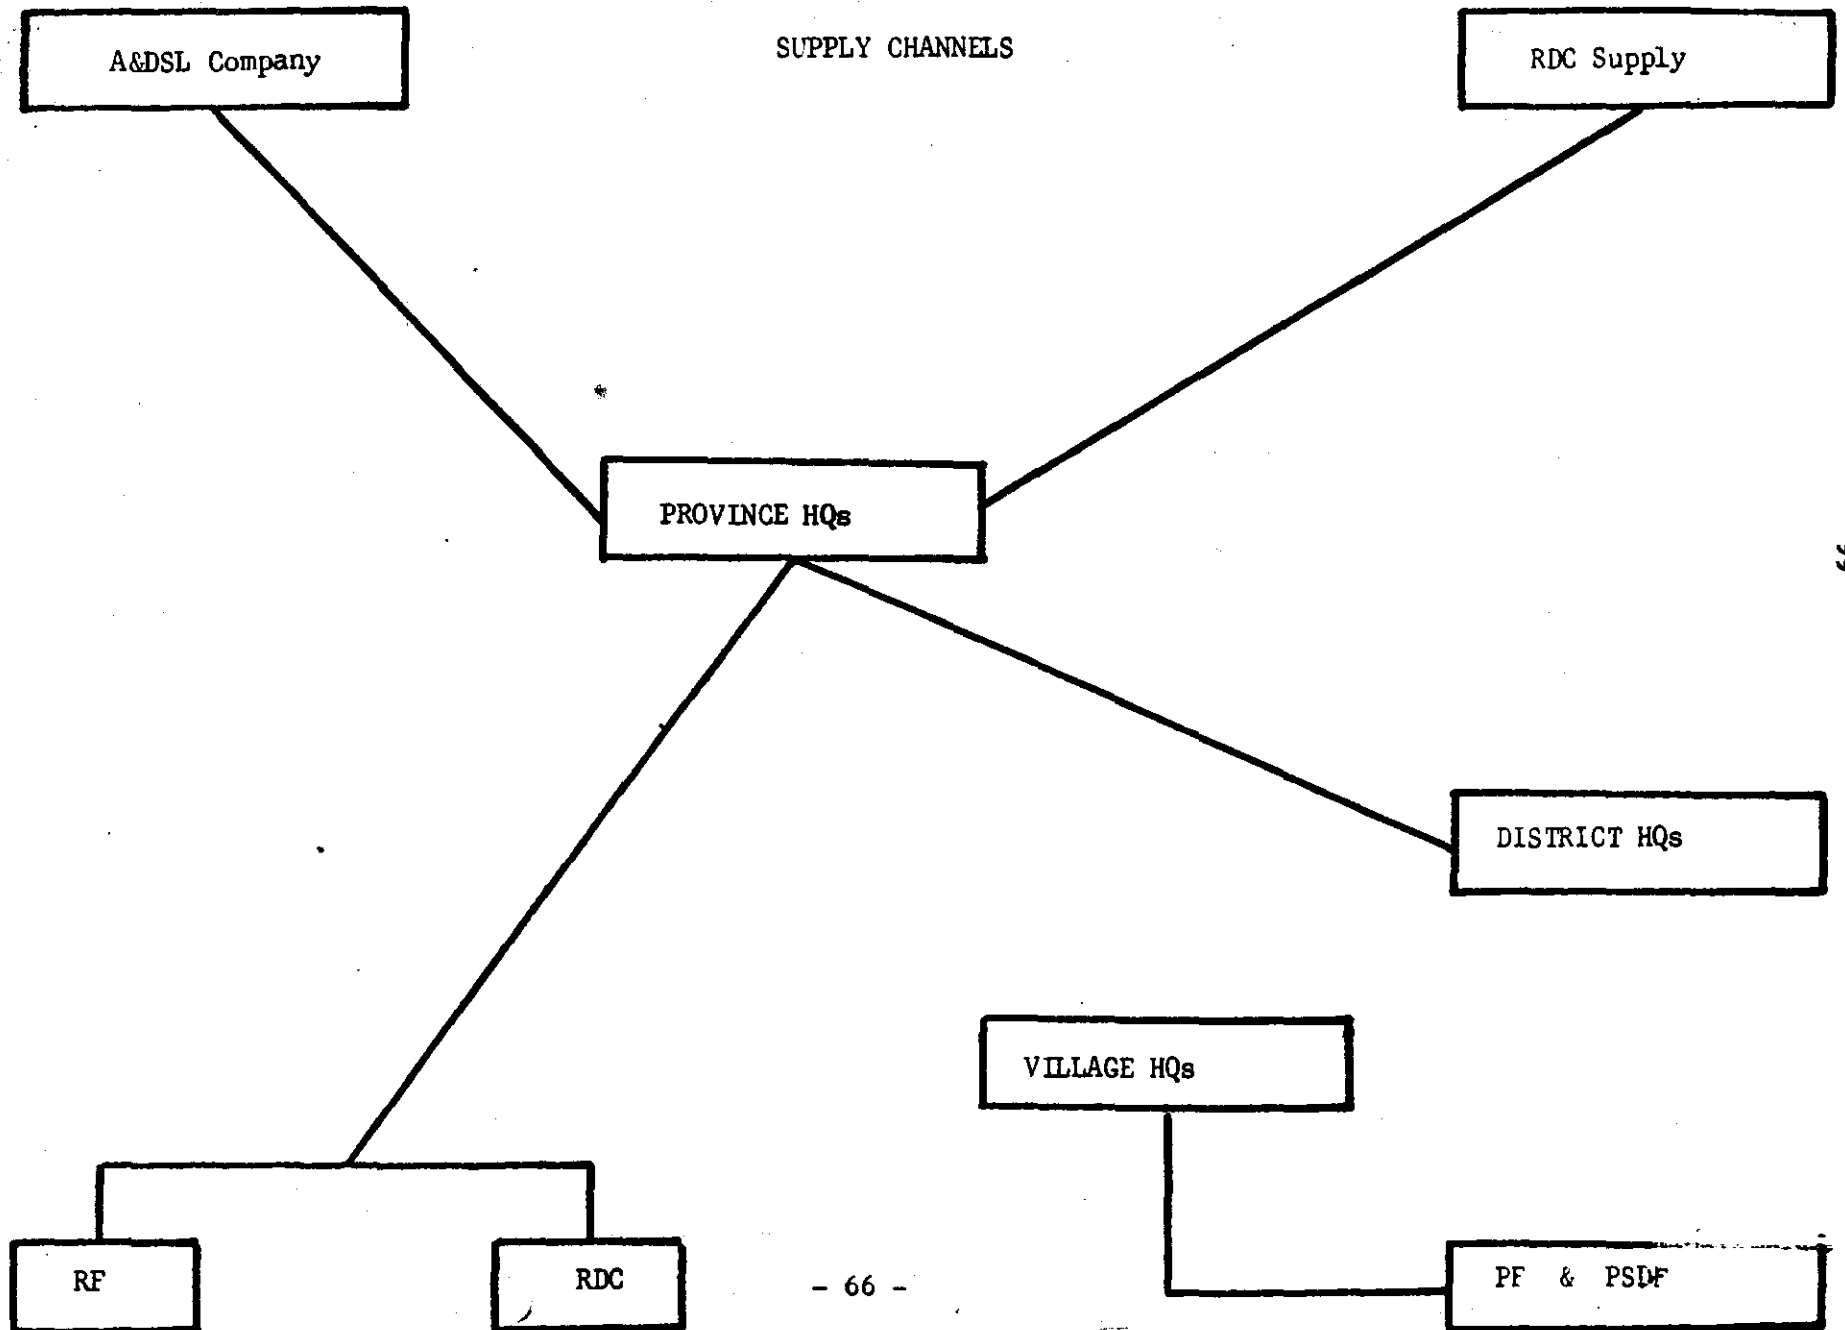 SUPPLY CHANNELS
A&DSL Company
RDC Supply
PROVINCE HQs
DISTRICT HQs
VILLAGE HQs
RF
RDC
PF & PSDF
- 66 -